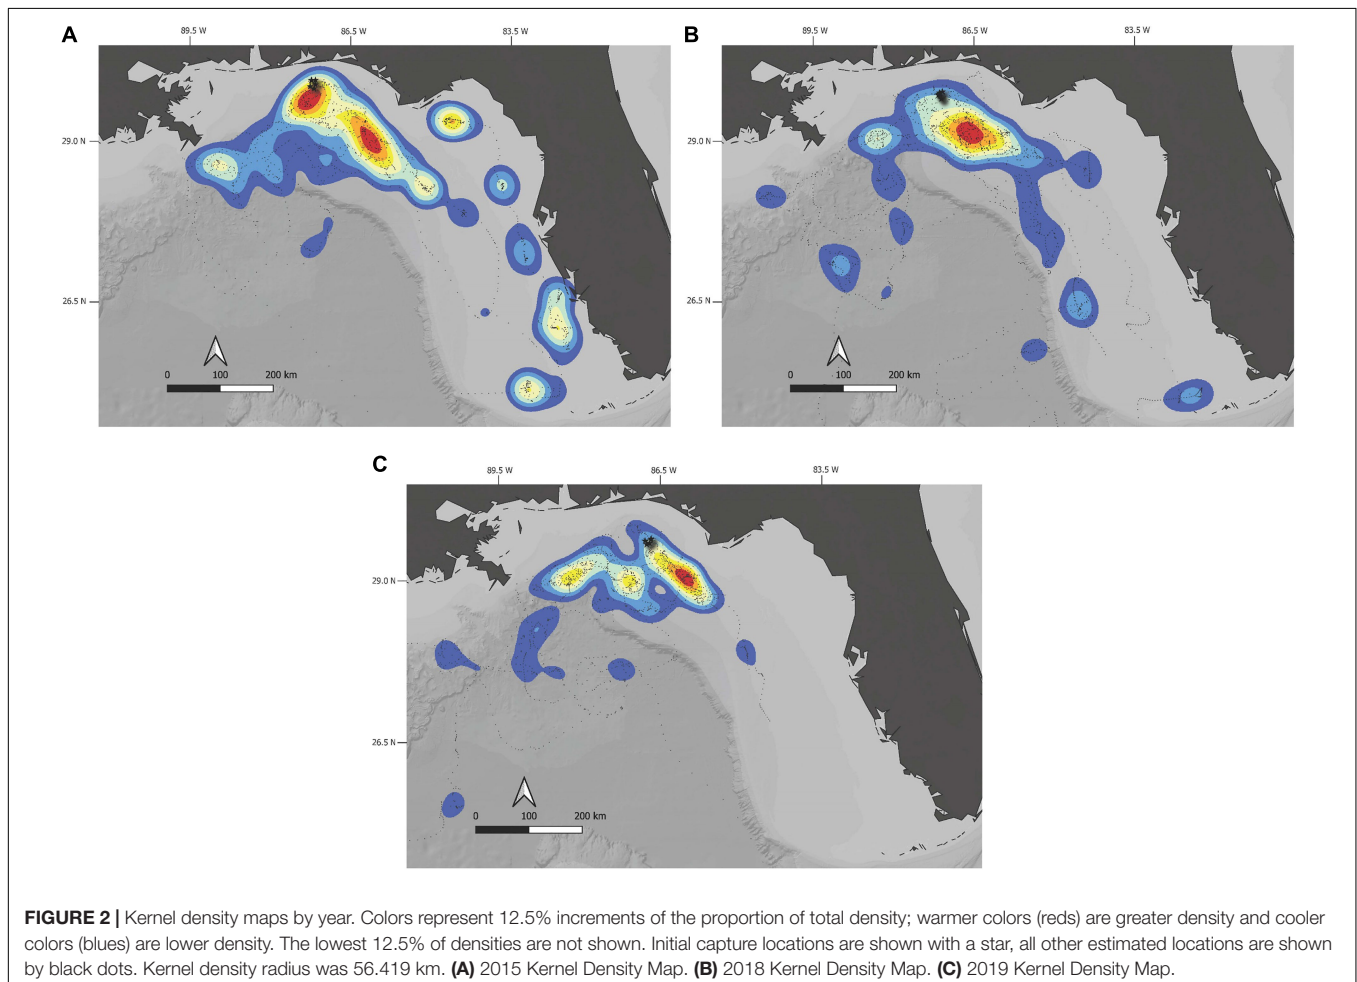 A
89.5 W 86.5 W 83.5 W
29.0 N
26.5 N
0 100 200 km
B
89.5 W 86.5 W 83.5 W
29.0 N
26.5 N
0 100 200 km
C
89.5 W 86.5 W 83.5 W
29.0 N
26.5 N
0 100 200 km
FIGURE 2 | Kernel density maps by year. Colors represent 12.5% increments of the proportion of total density; warmer colors (reds) are greater density and cooler
colors (blues) are lower density. The lowest 12.5% of densities are not shown. Initial capture locations are shown with a star, all other estimated locations are shown
by black dots. Kernel density radius was 56.419 km. (A) 2015 Kernel Density Map. (B) 2018 Kernel Density Map. (C) 2019 Kernel Density Map.